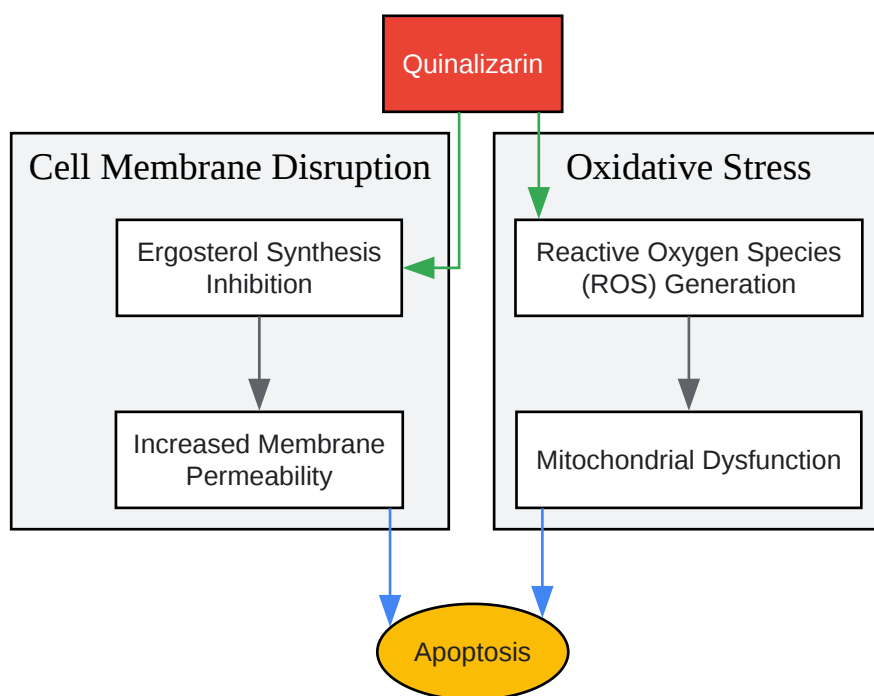 Quinalizarin
Cell Membrane Disruption
Ergosterol Synthesis
Inhibition
Increased Membrane
Permeability
Oxidative Stress
Reactive Oxygen Species
(ROS) Generation
Mitochondrial Dysfunction
Apoptosis